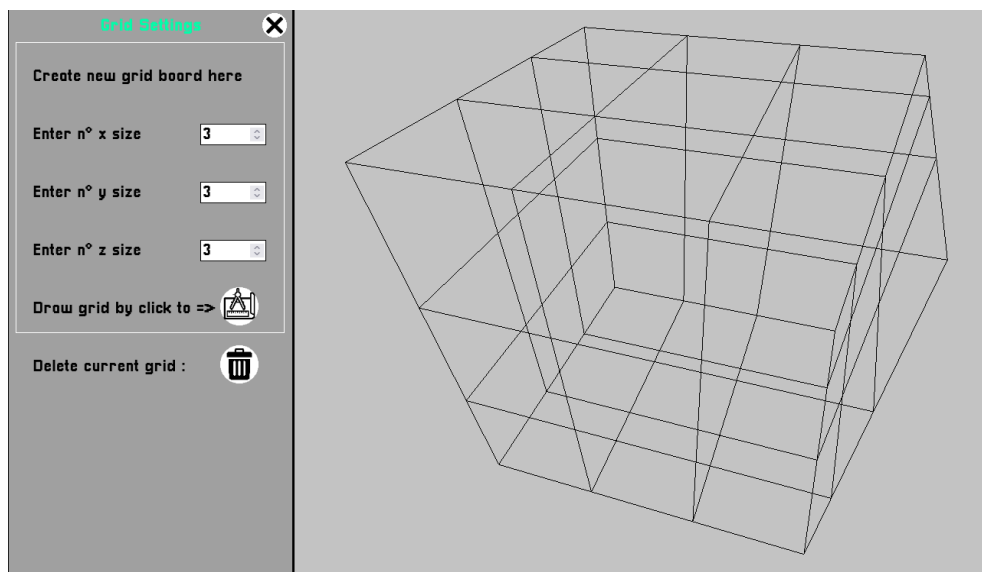 Grid Settings
Create new grid board here
Enter n° x size 3
Enter n° y size 3
Enter n° z size 3
Draw grid by click to =>
Delete current grid :